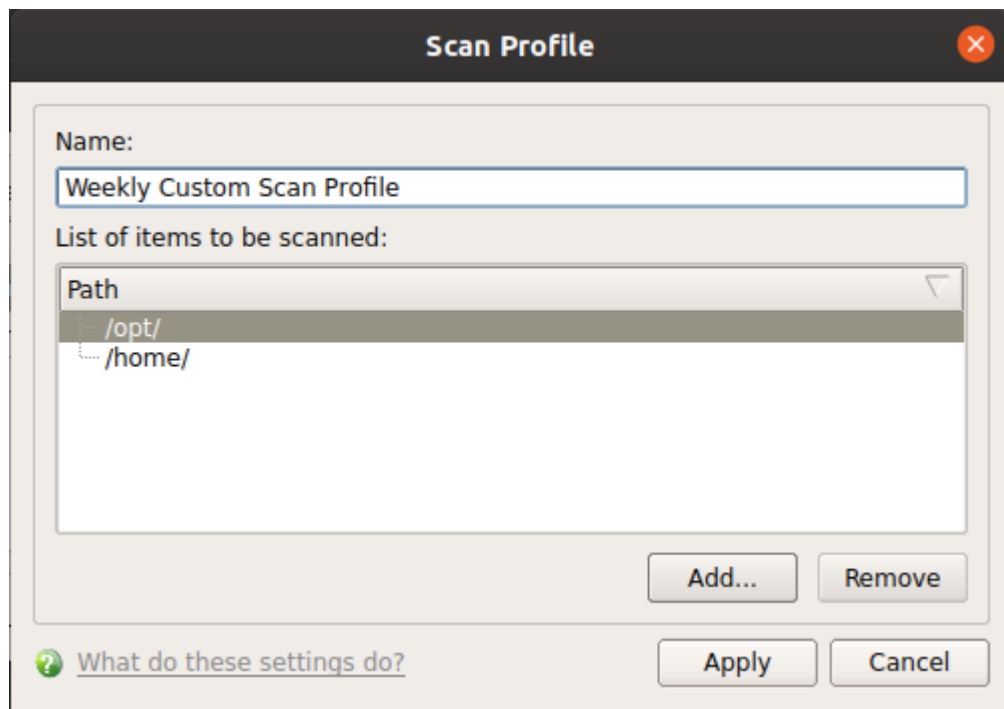 Scan Profile
Name:
Weekly Custom Scan Profile
List of items to be scanned:
Path
/opt/
/home/
Add... Remove
What do these settings do? Apply Cancel